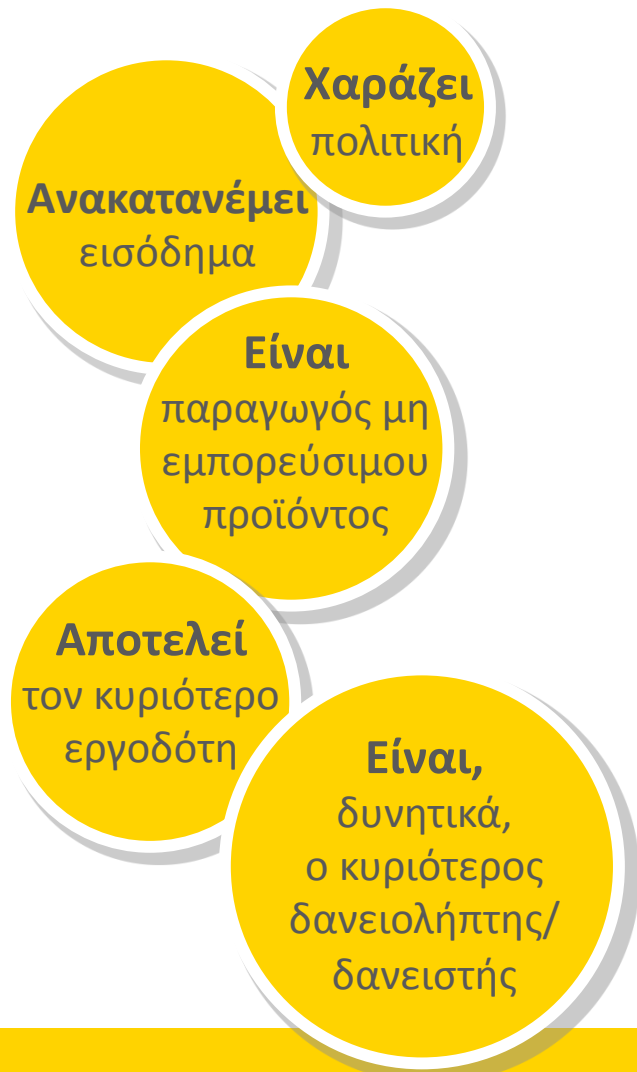 Χαράζει
πολιτική
Ανακατανέμει
εισόδημα
Είναι
παραγωγός μη
εμπορεύσιμου
προϊόντος
Αποτελεί
τον κυριότερο
εργοδότη
Είναι,
δυνητικά,
ο κυριότερος
δανειολήπτης/
δανειστής